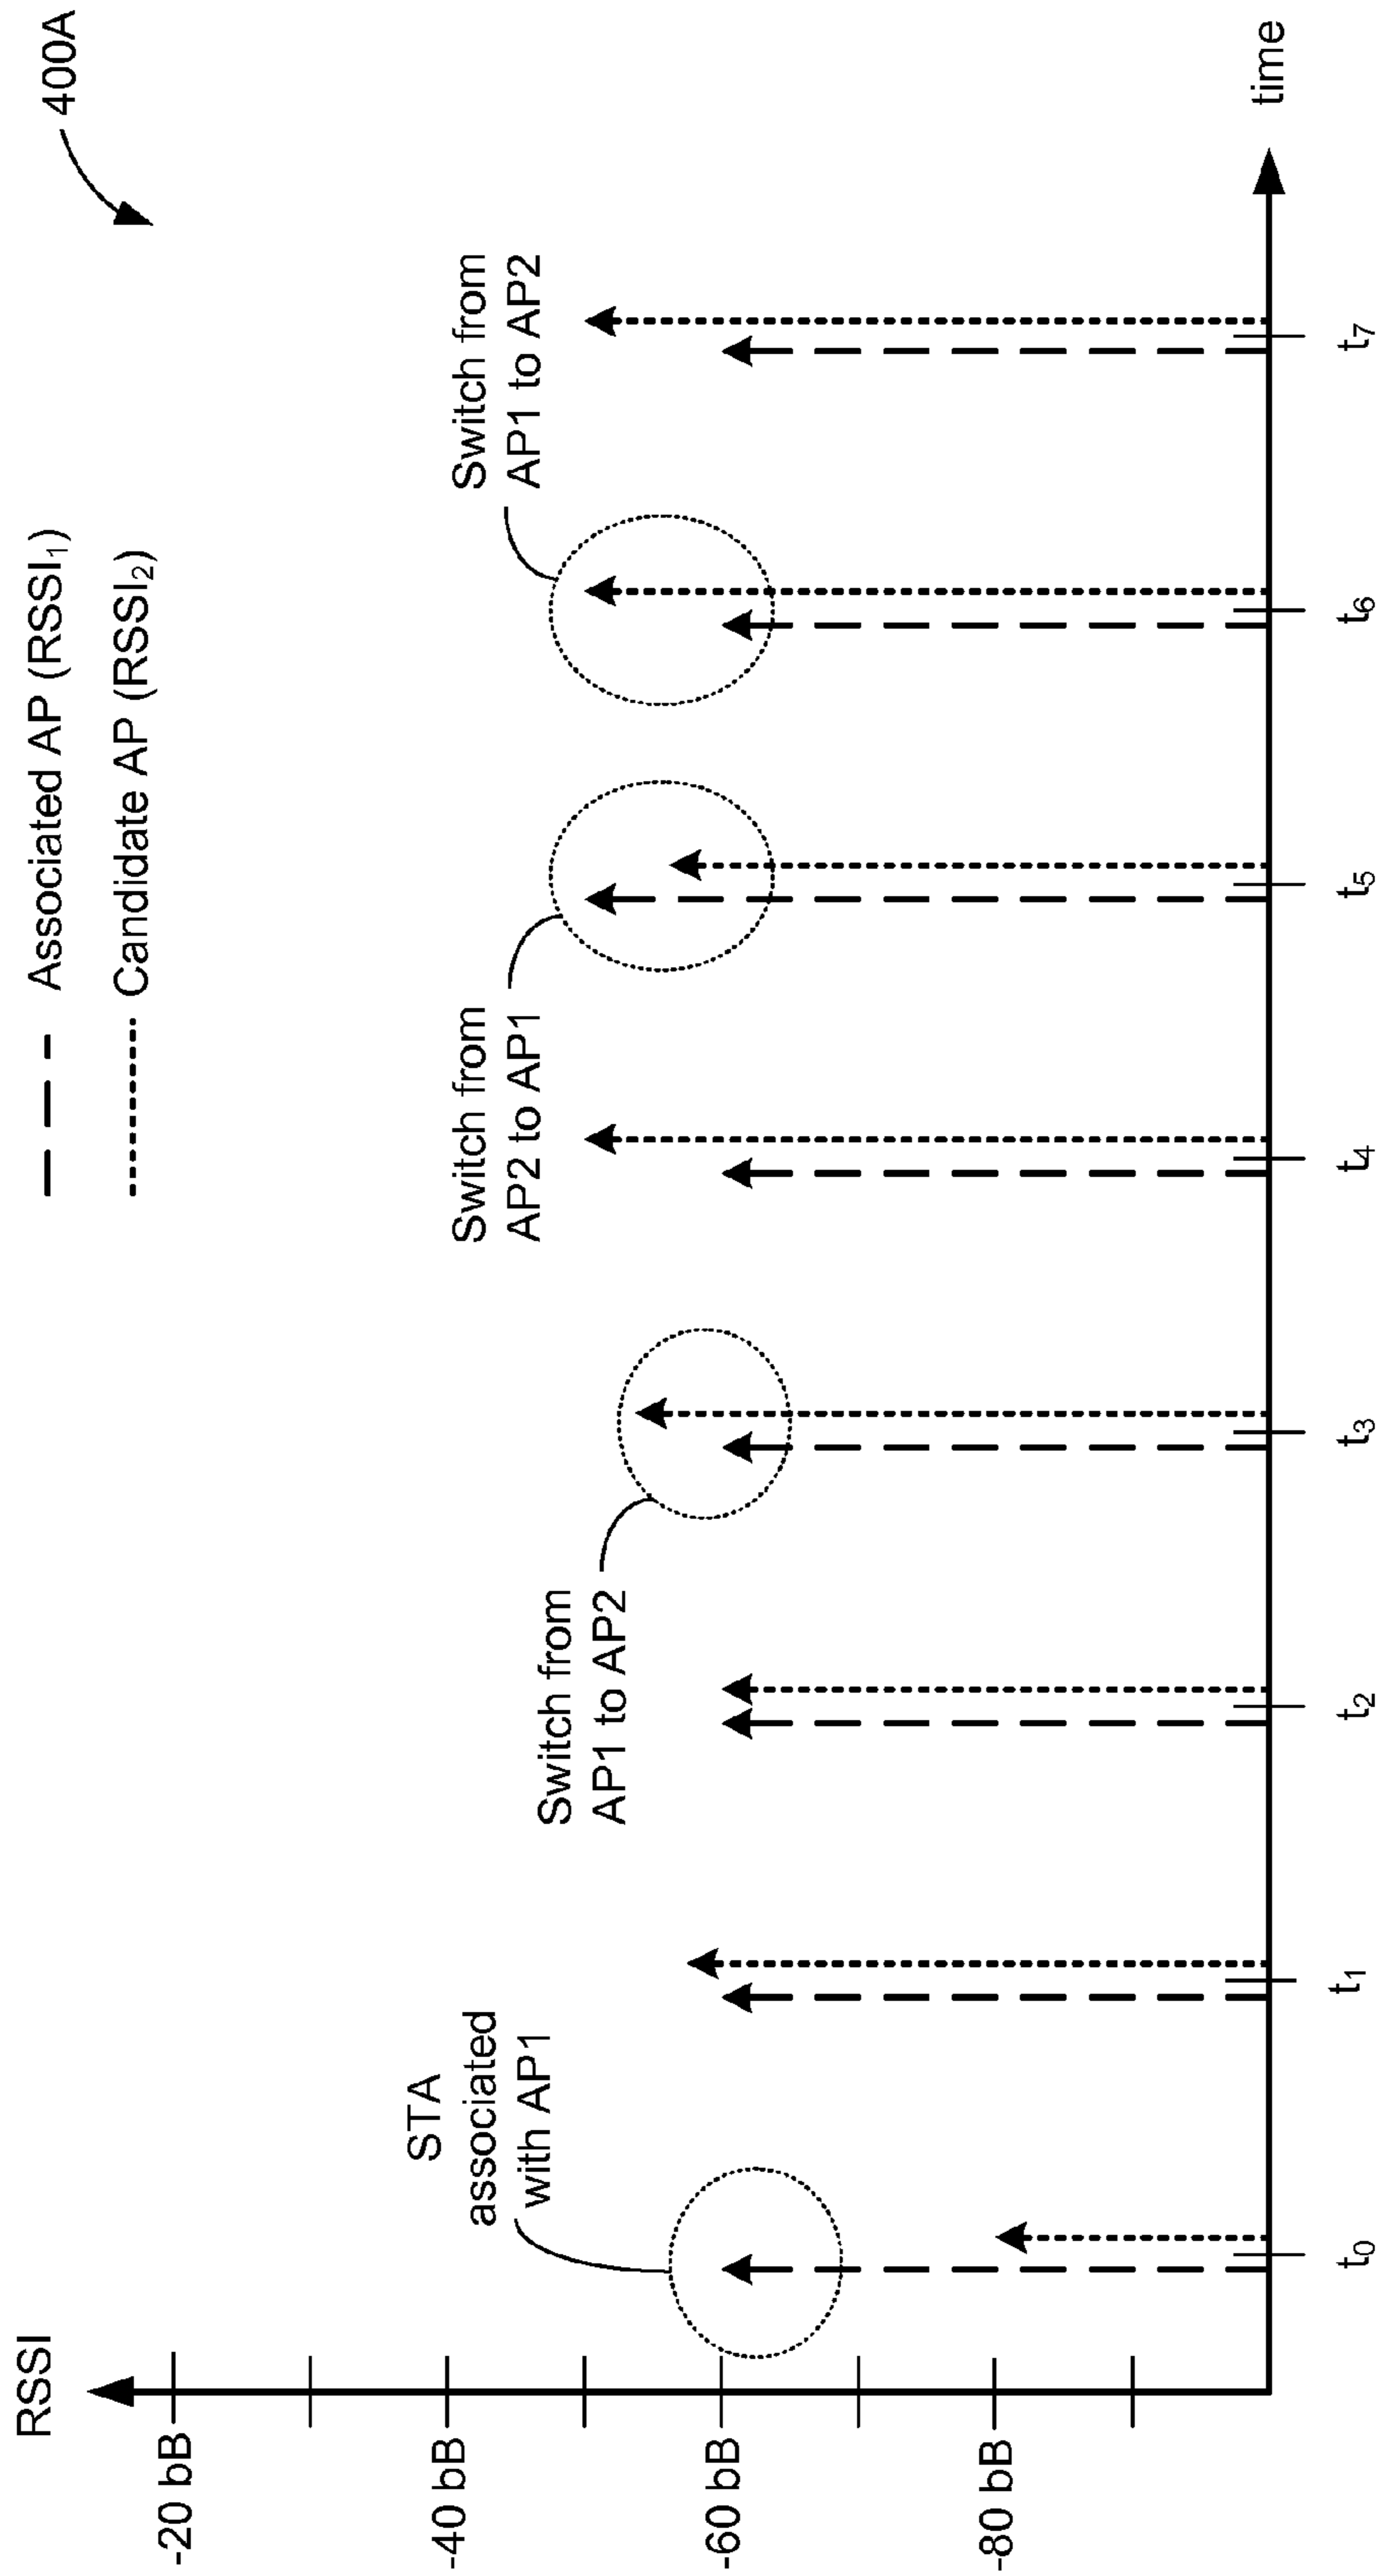 400A
Associated AP (RSSI₁)
Candidate AP (RSSI₂)
RSSI
-20 bB
-40 bB
-60 bB
-80 bB
STA
associated
with AP1
Switch from
AP1 to AP2
Switch from
AP2 to AP1
Switch from
AP1 to AP2
t₀
t₁
t₂
t₃
t₄
t₅
t₆
t₇
time